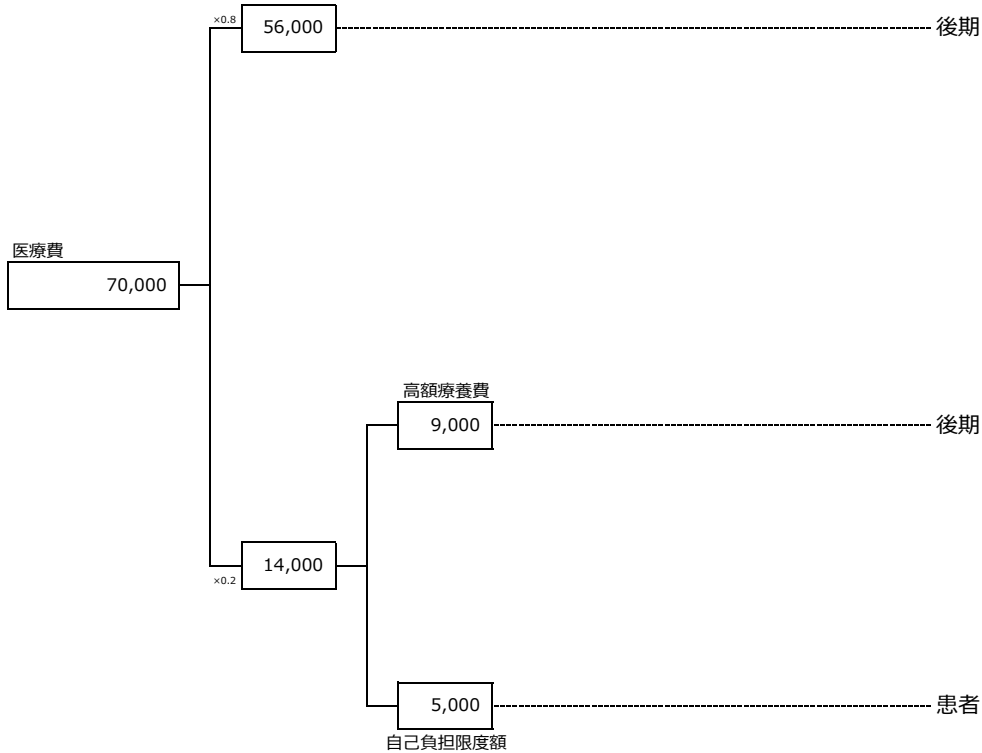 ×0.8
56,000
後期
医療費
70,000
高額療養費
9,000
後期
14,000
×0.2
5,000
患者
自己負担限度額